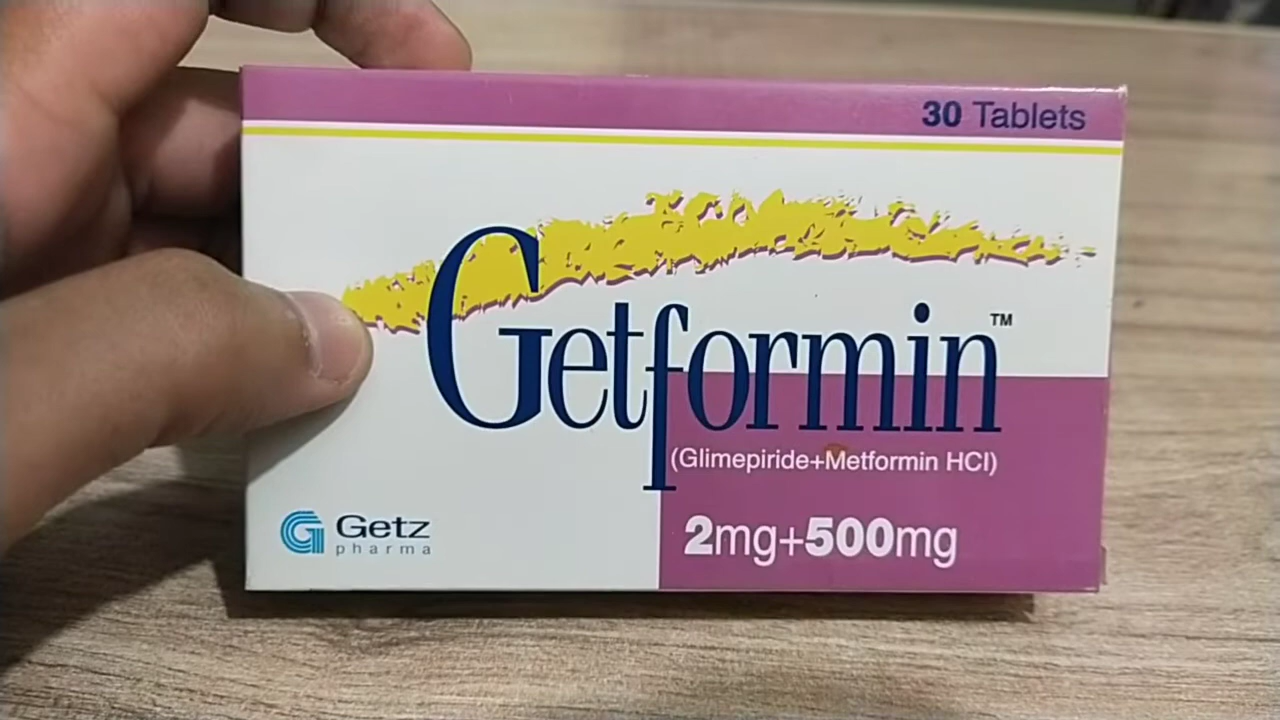 30 Tablets
Getformin™
(Glimepiride+Metformin HCl)
2mg+500mg
Getz
pharma